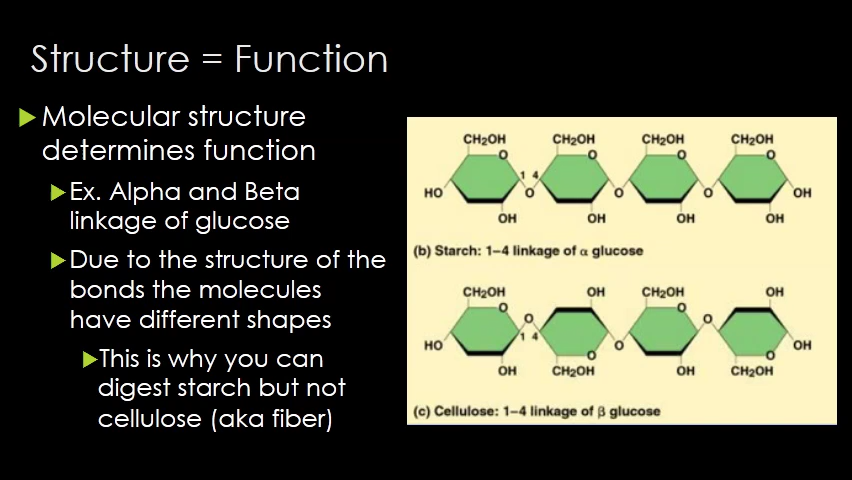 Structure = Function
Molecular structure
determines function
Ex. Alpha and Beta
linkage of glucose
Due to the structure of the
bonds the molecules
have different shapes
This is why you can
digest starch but not
cellulose (aka fiber)
CH₂OH CH₂OH CH₂OH CH₂OH
O O O O
1 4
HO O O O OH
OH OH OH OH
(b) Starch: 1–4 linkage of α glucose
CH₂OH OH CH₂OH OH
O O
O O
1 4
HO O OH
O O
OH CH₂OH OH CH₂OH
(c) Cellulose: 1–4 linkage of β glucose